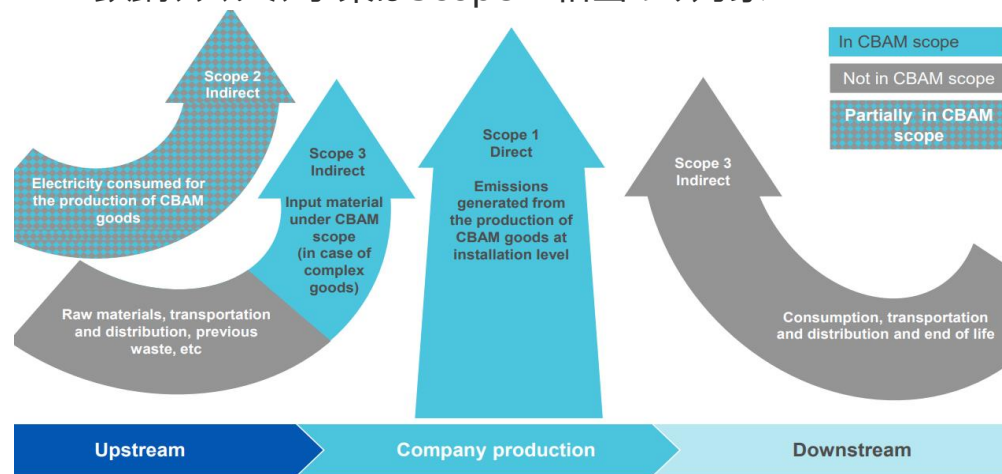 In CBAM scope
Not in CBAM scope
Partially in CBAM
scope
Scope 2
Indirect
Electricity consumed for
the production of CBAM
goods
Scope 3
Indirect
Input material
under CBAM
scope
(in case of
complex
goods)
Raw materials, transportation
and distribution, previous
waste, etc
Scope 1
Direct
Emissions
generated from
the production of
CBAM goods at
installation level
Scope 3
Indirect
Consumption, transportation
and distribution and end of life
Upstream
Company production
Downstream